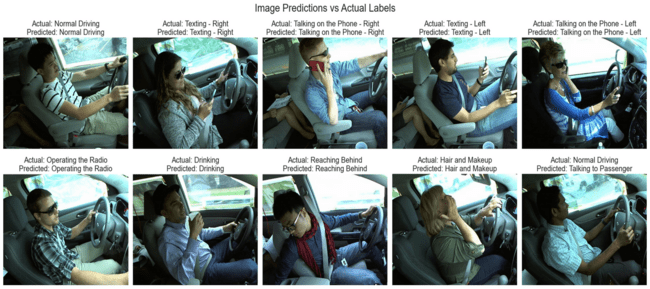 Image Predictions vs Actual Labels
Actual: Normal Driving
Predicted: Normal Driving
Actual: Texting - Right
Predicted: Texting - Right
Actual: Talking on the Phone - Right
Predicted: Talking on the Phone - Right
Actual: Texting - Left
Predicted: Texting - Left
Actual: Talking on the Phone - Left
Predicted: Talking on the Phone - Left
Actual: Operating the Radio
Predicted: Operating the Radio
Actual: Drinking
Predicted: Drinking
Actual: Reaching Behind
Predicted: Reaching Behind
Actual: Hair and Makeup
Predicted: Hair and Makeup
Actual: Normal Driving
Predicted: Talking to Passenger